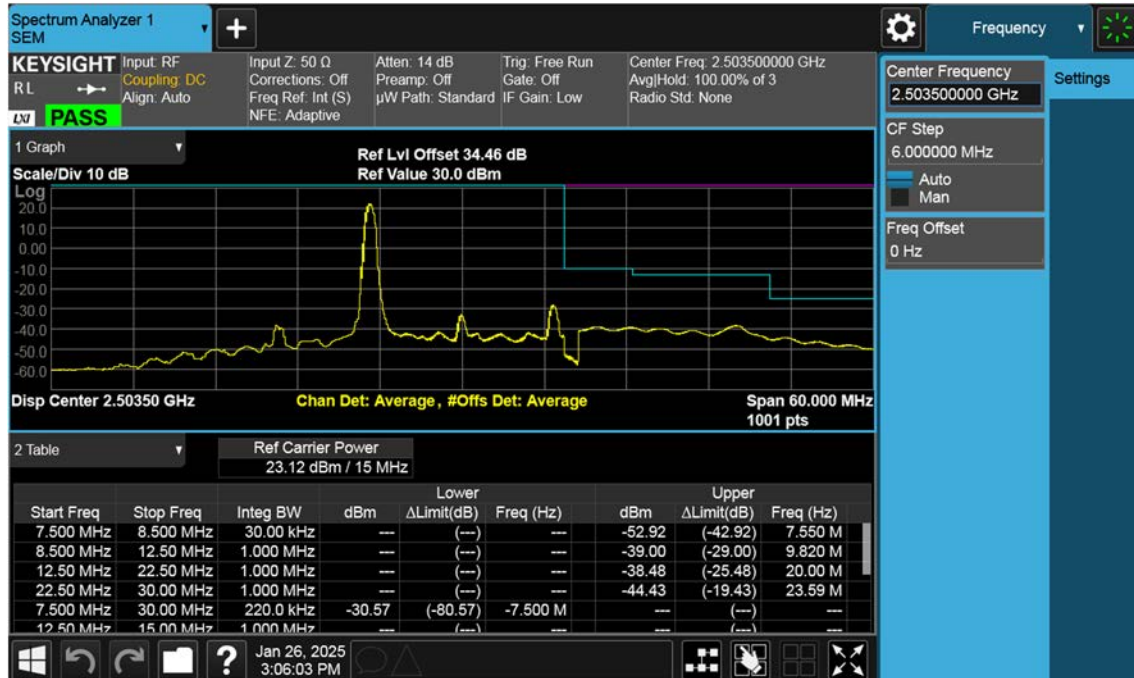 Spectrum Analyzer 1
SEM
Frequency
KEYSIGHT
R L
LXI PASS
Input: RF
Coupling: DC
Align: Auto
Input Z: 50 Ω
Corrections: Off
Freq Ref: Int (S)
NFE: Adaptive
Atten: 14 dB
Preamp: Off
µW Path: Standard
Trig: Free Run
Gate: Off
IF Gain: Low
Center Freq: 2.503500000 GHz
Avg|Hold: 100.00% of 3
Radio Std: None
Center Frequency
2.503500000 GHz
Settings
CF Step
6.000000 MHz
Auto
Man
Freq Offset
0 Hz
1 Graph
Scale/Div 10 dB
Ref Lvl Offset 34.46 dB
Ref Value 30.0 dBm
Log
20.0
10.0
0.00
-10.0
-20.0
-30.0
-40.0
-50.0
-60.0
Disp Center 2.50350 GHz
Chan Det: Average , #Offs Det: Average
Span 60.000 MHz
1001 pts
2 Table
Ref Carrier Power
23.12 dBm / 15 MHz
Lower Upper
Start Freq Stop Freq Integ BW dBm ΔLimit(dB) Freq (Hz) dBm ΔLimit(dB) Freq (Hz)
7.500 MHz 8.500 MHz 30.00 kHz --- (---) --- -52.92 (-42.92) 7.550 M
8.500 MHz 12.50 MHz 1.000 MHz --- (---) --- -39.00 (-29.00) 9.820 M
12.50 MHz 22.50 MHz 1.000 MHz --- (---) --- -38.48 (-25.48) 20.00 M
22.50 MHz 30.00 MHz 1.000 MHz --- (---) --- -44.43 (-19.43) 23.59 M
7.500 MHz 30.00 MHz 220.0 kHz -30.57 (-80.57) -7.500 M --- (---) ---
12.50 MHz 15.00 MHz 1.000 MHz --- (---) --- --- (---) ---
?
Jan 26, 2025
3:06:03 PM